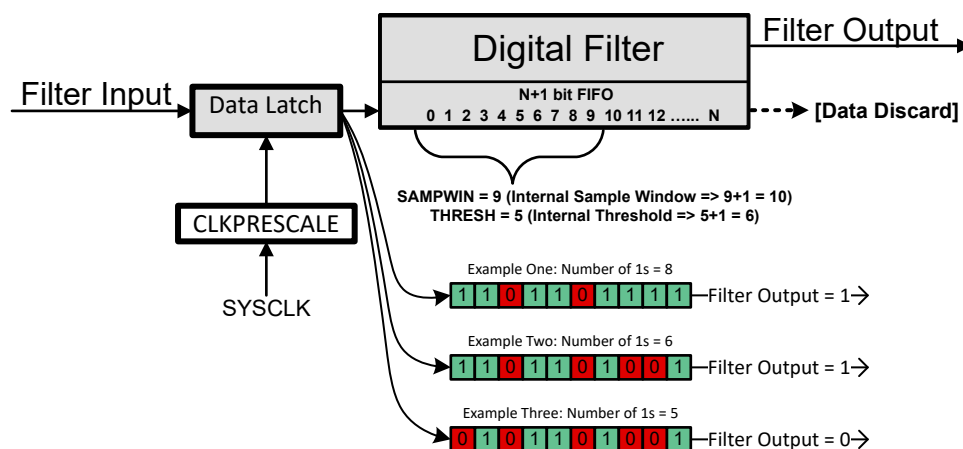 Filter Input
Data Latch
CLKPRESCALE
SYSCLK
Digital Filter
N+1 bit FIFO
0 1 2 3 4 5 6 7 8 9 10 11 12 ...... N
Filter Output
[Data Discard]
SAMPWIN = 9 (Internal Sample Window => 9+1 = 10)
THRESH = 5 (Internal Threshold => 5+1 = 6)
Example One: Number of 1s = 8
1 1 0 1 1 0 1 1 1 1
Filter Output = 1
Example Two: Number of 1s = 6
1 1 0 1 1 0 1 0 0 1
Filter Output = 1
Example Three: Number of 1s = 5
0 1 0 1 1 0 1 0 0 1
Filter Output = 0